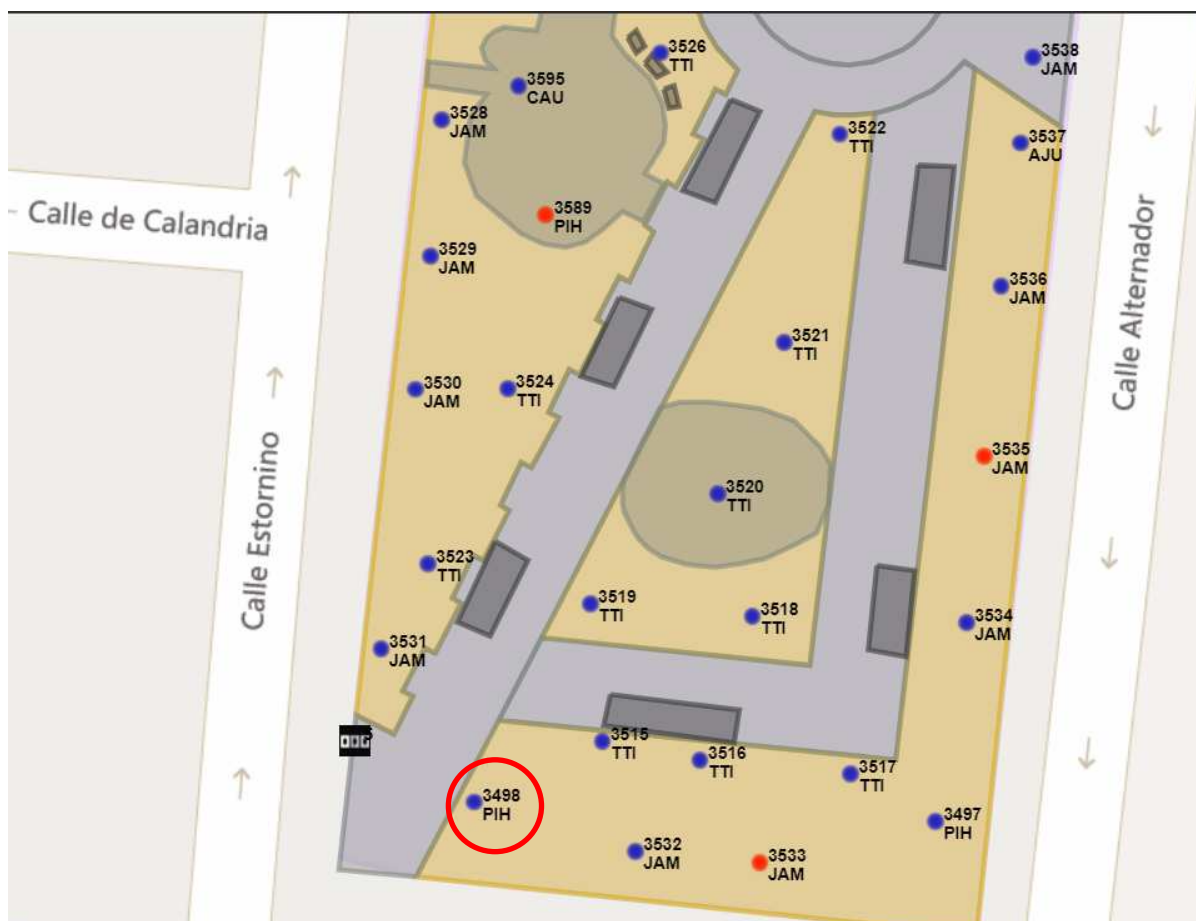 3526
TTI
3538
JAM
3595
CAU
3528
JAM
3522
TTI
3537
AJU
Calle de Calandria
3589
PIH
3529
JAM
3536
JAM
Calle Alternador
3521
TTI
3530
JAM
3524
TTI
3535
JAM
3520
TTI
Calle Estornino
3523
TTI
3519
TTI
3518
TTI
3534
JAM
3531
JAM
3515
TTI
3516
TTI
3517
TTI
3498
PIH
3497
PIH
3532
JAM
3533
JAM